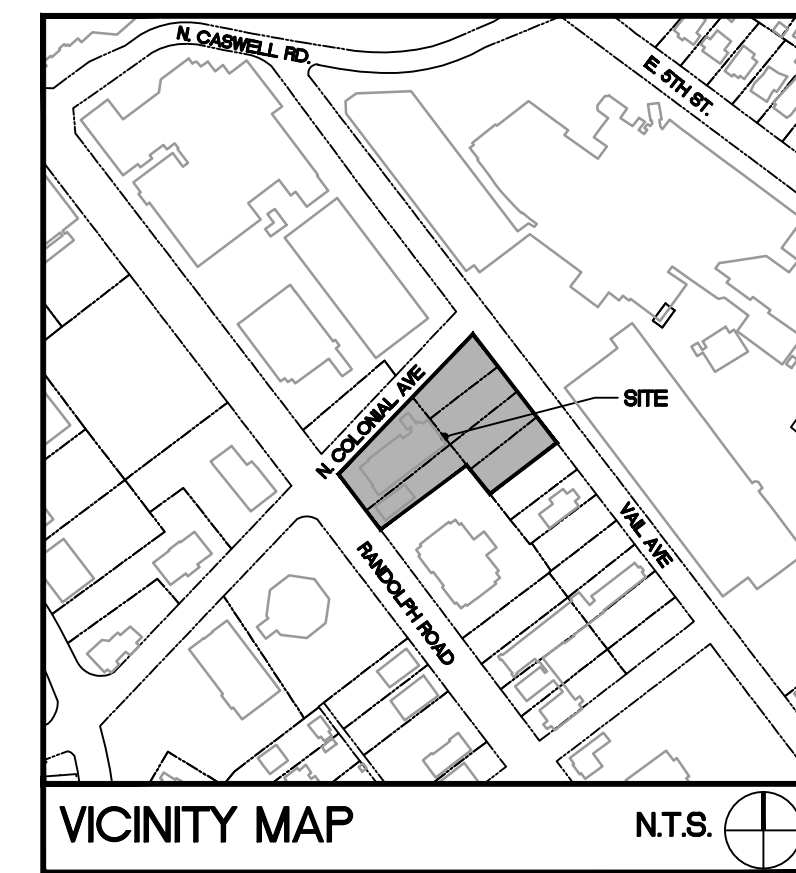 N. CASWELL RD.
E. 5TH ST.
N. COLONIAL AVE
SITE
VAIL AVE
RANDOLPH ROAD
VICINITY MAP
N.T.S.